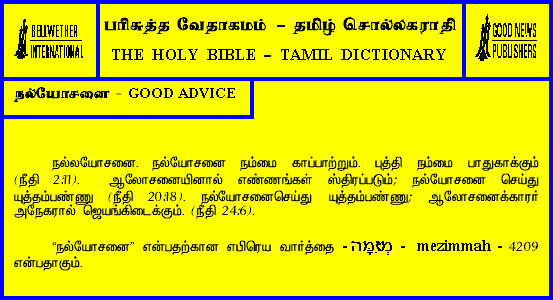 BELLWETHER
INTERNATIONAL
பரிசுத்த வேதாகமம் – தமிழ் சொல்லகராதி
THE HOLY BIBLE – TAMIL DICTIONARY
GOOD NEWS
PUBLISHERS
நல்யோசனை - GOOD ADVICE
நல்லயோசனை. நல்யோசனை நம்மை காப்பாற்றும். புத்தி நம்மை பாதுகாக்கும்
(நீதி 2:11). ஆலோசனையினால் எண்ணங்கள் ஸ்திரப்படும்; நல்யோசனை செய்து
யுத்தம்பண்ணு (நீதி 20:18). நல்யோசனைசெய்து யுத்தம்பண்ணு; ஆலோசனைக்காரர்
அநேகரால் ஜெயங்கிடைக்கும். (நீதி 24:6).
“நல்யோசனை” என்பதற்கான எபிரெய வார்த்தை - מְזִמָּה - mezimmah - 4209
என்பதாகும்.